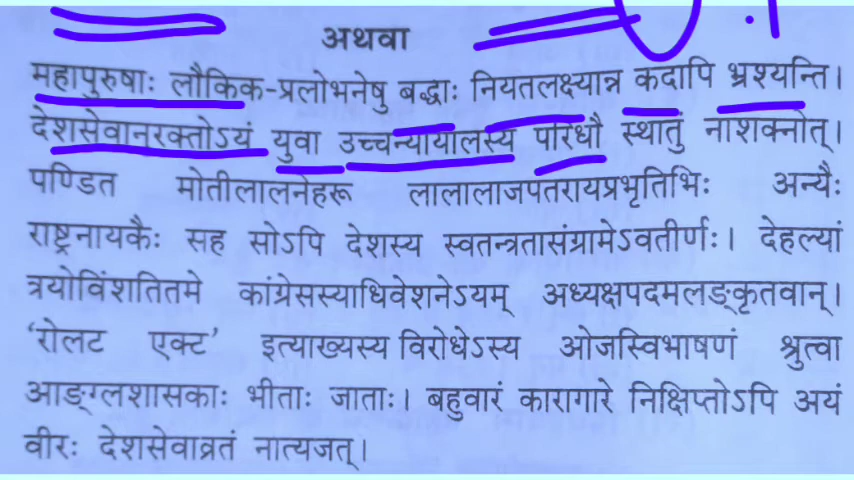 अथवा
महापुरुषाः लौकिक-प्रलोभनेषु बद्धाः नियतलक्ष्यान्न कदापि भ्रश्यन्ति।
देशसेवानुरक्तोऽयं युवा उच्चन्यायालस्य परिधौ स्थातुं नाशक्नोत्।
पण्डित मोतीलालनेहरू लालालाजपतरायप्रभृतिभिः अन्यैः
राष्ट्रनायकैः सह सोऽपि देशस्य स्वतन्त्रतासंग्रामेऽवतीर्णः। देहल्यां
त्रयोविंशतितमे कांग्रेसस्याधिवेशनेऽयम् अध्यक्षपदमलङ्कृतवान्।
‘रोलट एक्ट’ इत्याख्यस्य विरोधेऽस्य ओजस्विभाषणं श्रुत्वा
आङ्ग्लशासकाः भीताः जाताः। बहुवारं कारागारे निक्षिप्तोऽपि अयं
वीरः देशसेवाव्रतं नात्यजत्।